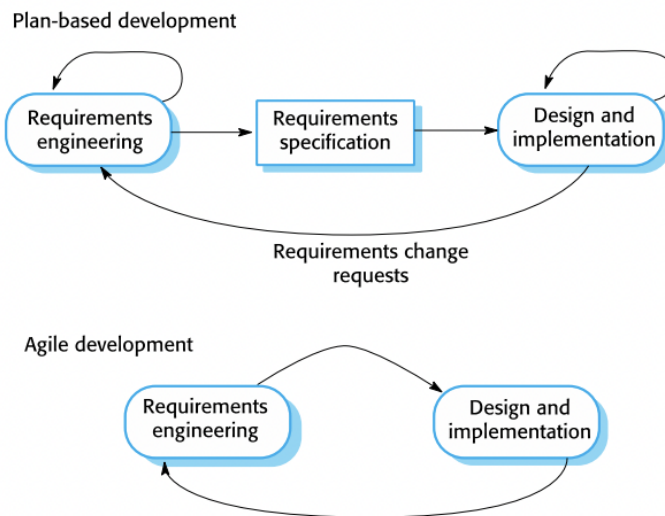 Plan-based development
Requirements
engineering
Requirements
specification
Design and
implementation
Requirements change
requests
Agile development
Requirements
engineering
Design and
implementation